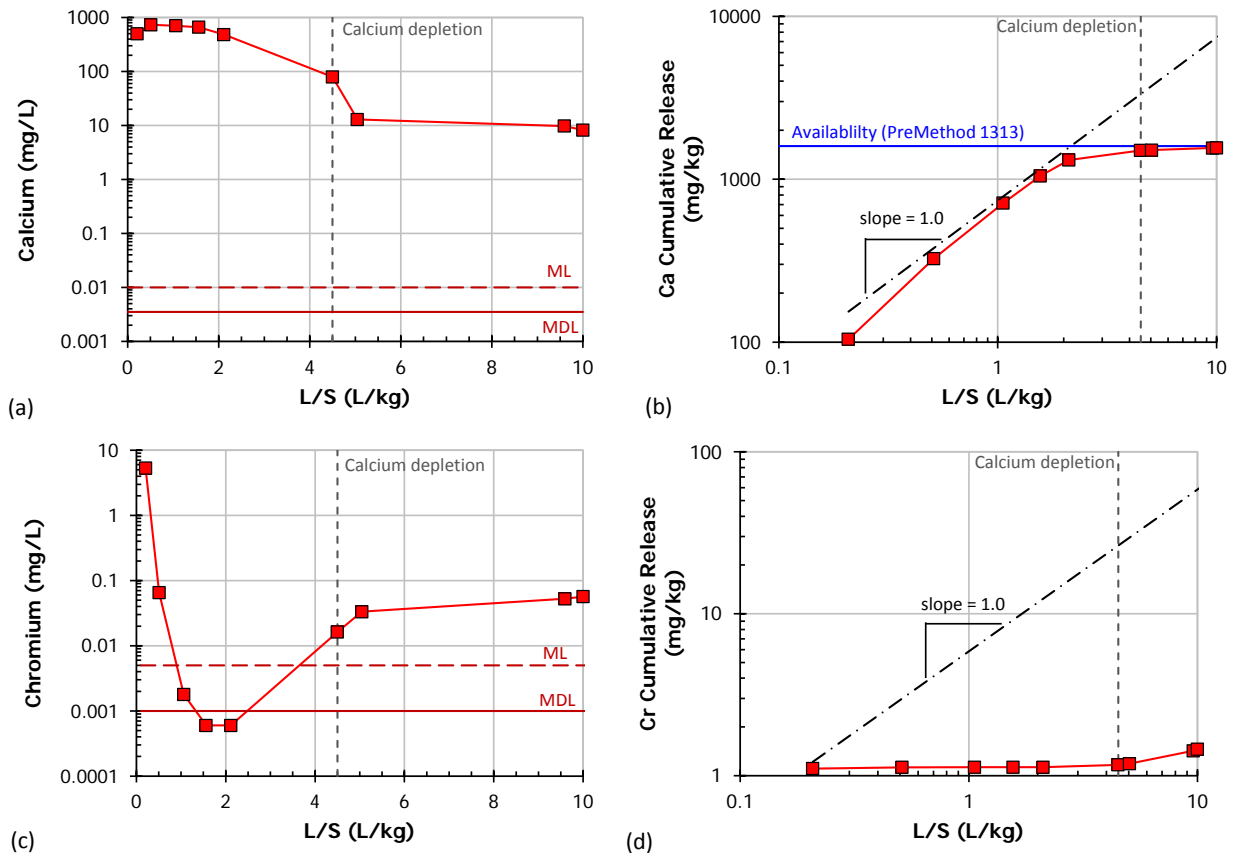 1000
100
10
1
0.1
0.01
0.001
Calcium (mg/L)
Calcium depletion
ML
MDL
0 2 4 6 8 10
L/S (L/kg)
(a)
10000
1000
100
Ca Cumulative Release
(mg/kg)
Calcium depletion
Availablilty (PreMethod 1313)
slope = 1.0
0.1 1 10
L/S (L/kg)
(b)
10
1
0.1
0.01
0.001
0.0001
Chromium (mg/L)
Calcium depletion
ML
MDL
0 2 4 6 8 10
L/S (L/kg)
(c)
100
10
1
Cr Cumulative Release
(mg/kg)
Calcium depletion
slope = 1.0
0.1 1 10
L/S (L/kg)
(d)